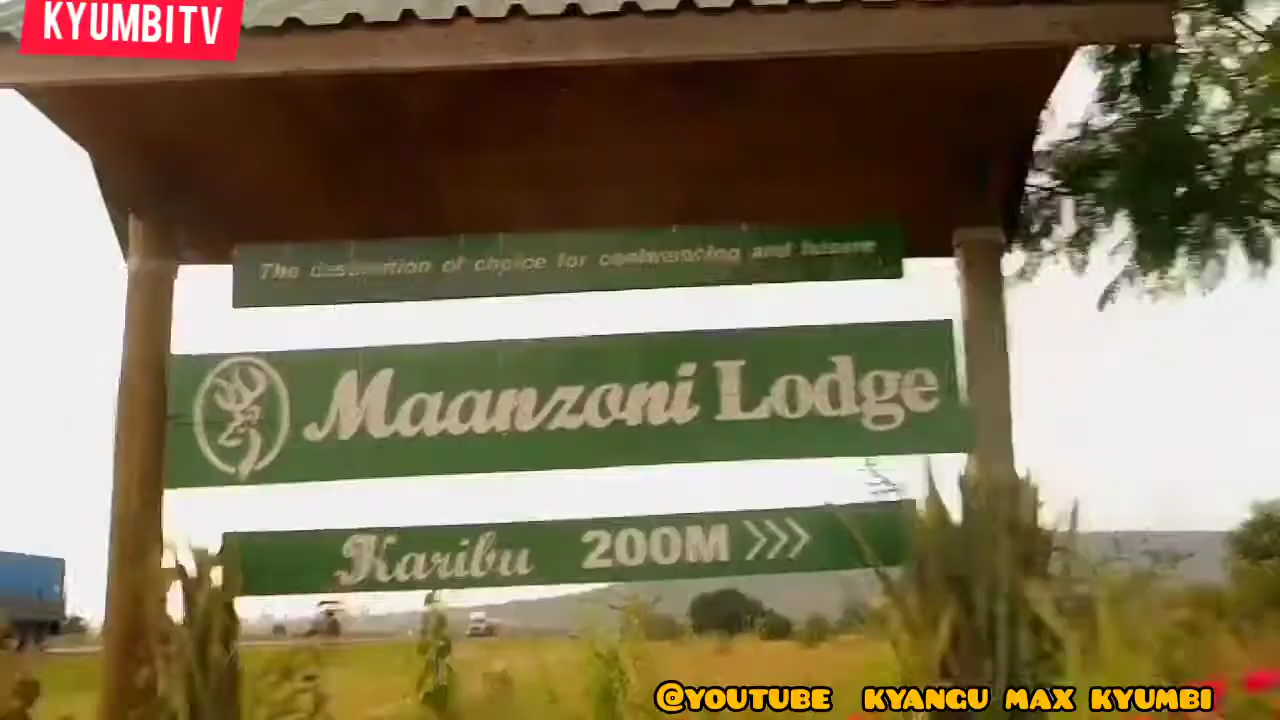 KYUMBITV
The destination of choice for conferencing and leisure
Maanzoni Lodge
Karibu 200M >>>
@YOUTUBE KYANGU MAX KYUMBI